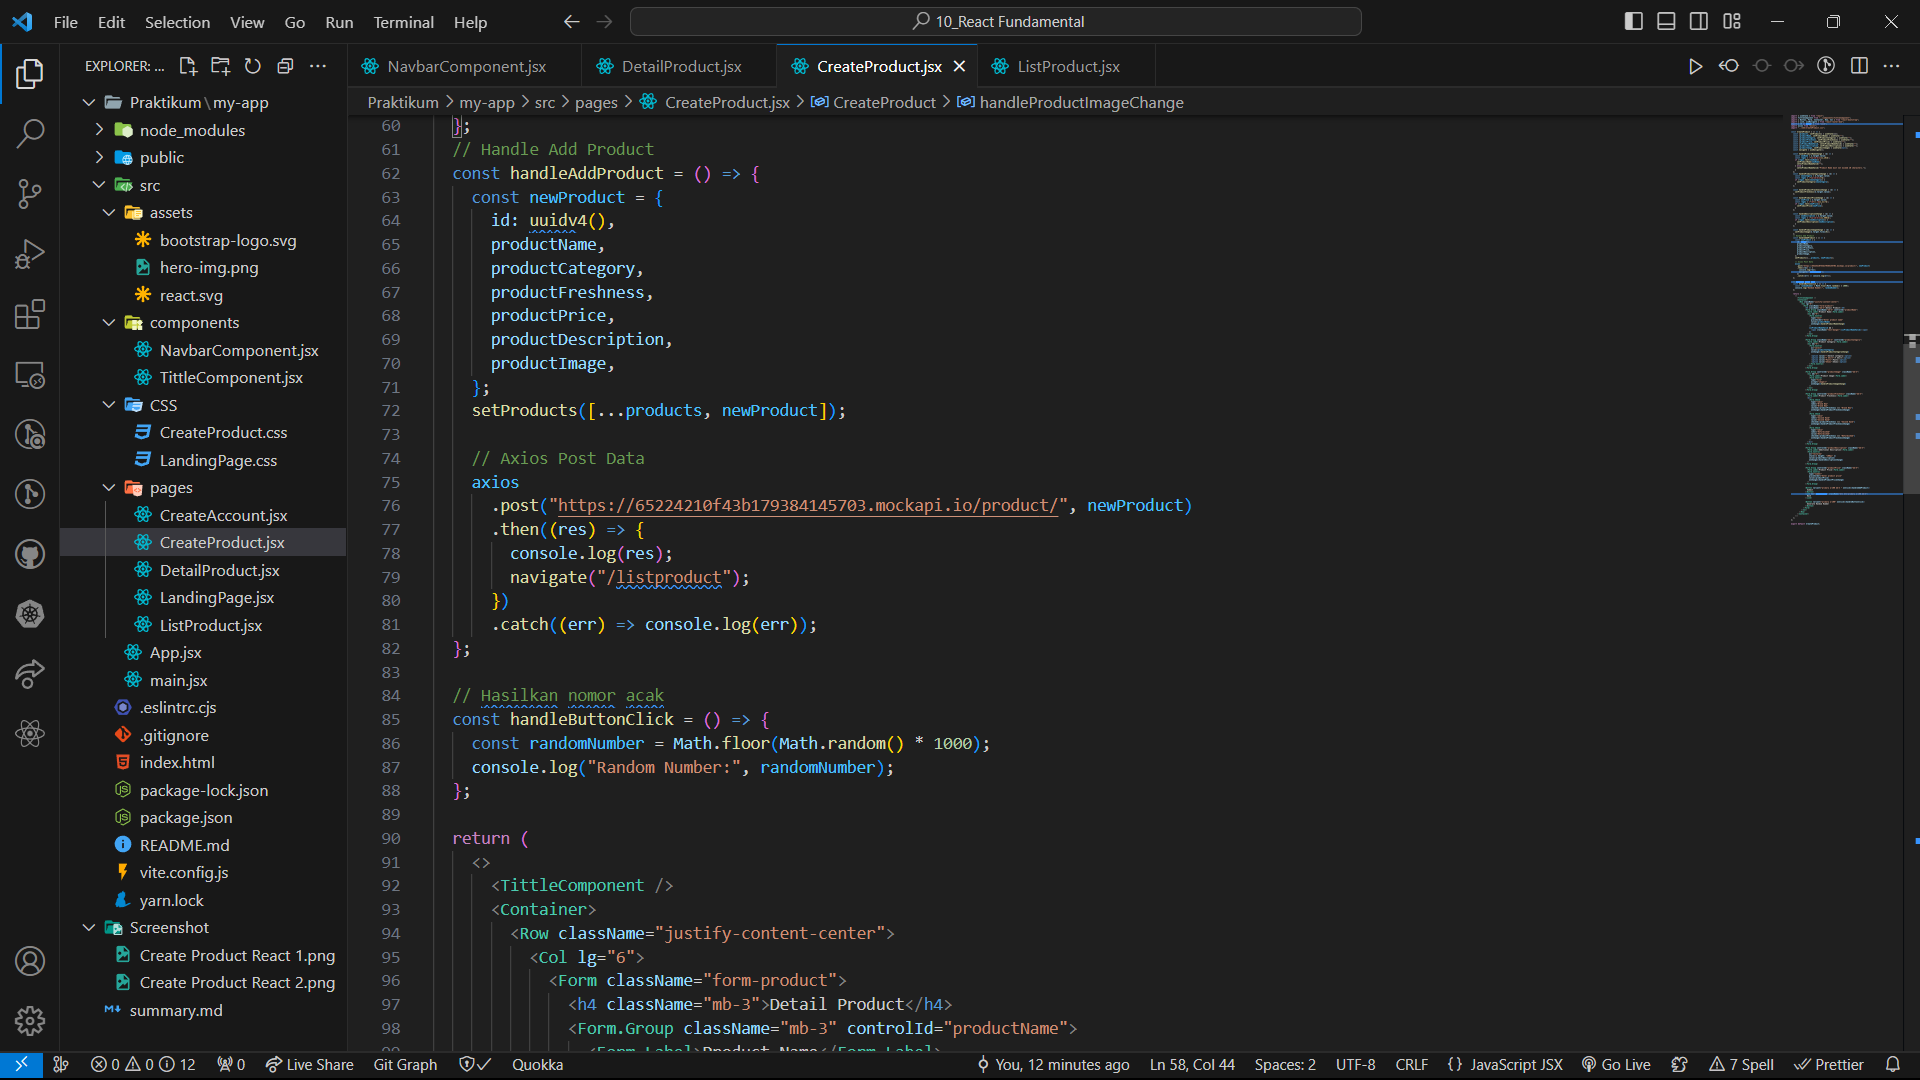 File Edit Selection View Go Run Terminal Help
10_React Fundamental
EXPLORER: ...
NavbarComponent.jsx DetailProduct.jsx CreateProduct.jsx ListProduct.jsx
Praktikum > my-app > src > pages > CreateProduct.jsx > CreateProduct > handleProductImageChange
Praktikum\my-app
node_modules
public
src
assets
bootstrap-logo.svg
hero-img.png
react.svg
components
NavbarComponent.jsx
TittleComponent.jsx
CSS
CreateProduct.css
LandingPage.css
pages
CreateAccount.jsx
CreateProduct.jsx
DetailProduct.jsx
LandingPage.jsx
ListProduct.jsx
App.jsx
main.jsx
.eslintrc.cjs
.gitignore
index.html
package-lock.json
package.json
README.md
vite.config.js
yarn.lock
Screenshot
Create Product React 1.png
Create Product React 2.png
summary.md
60 };
61 // Handle Add Product
62 const handleAddProduct = () => {
63 const newProduct = {
64 id: uuidv4(),
65 productName,
66 productCategory,
67 productFreshness,
68 productPrice,
69 productDescription,
70 productImage,
71 };
72 setProducts([...products, newProduct]);
73
74 // Axios Post Data
75 axios
76 .post("https://65224210f43b179384145703.mockapi.io/product/", newProduct)
77 .then((res) => {
78 console.log(res);
79 navigate("/listproduct");
80 })
81 .catch((err) => console.log(err));
82 };
83
84 // Hasilkan nomor acak
85 const handleButtonClick = () => {
86 const randomNumber = Math.floor(Math.random() * 1000);
87 console.log("Random Number:", randomNumber);
88 };
89
90 return (
91 <>
92 <TittleComponent />
93 <Container>
94 <Row className="justify-content-center">
95 <Col lg="6">
96 <Form className="form-product">
97 <h4 className="mb-3">Detail Product</h4>
98 <Form.Group className="mb-3" controlId="productName">
99 <Form.Label>Product Name</Form.Label>
0 0 12 0 Live Share Git Graph Quokka You, 12 minutes ago Ln 58, Col 44 Spaces: 2 UTF-8 CRLF {} JavaScript JSX Go Live 7 Spell Prettier